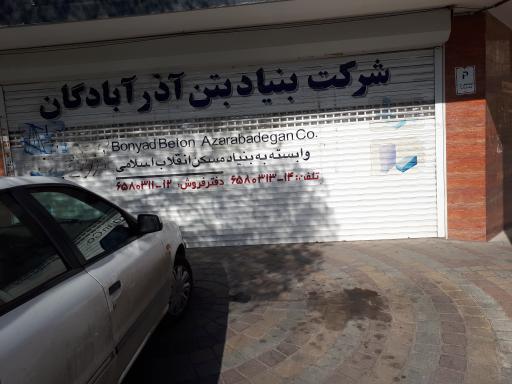 شرکت بنیاد بتن آذرآبادگان
Bonyad Beton Azarabadegan Co.
وابسته به بنیاد مسکن انقلاب اسلامی
تلفن: ۱۴-۶۵۸۰۳۱۳ دفتر فروش: ۱۲-۶۵۸۰۳۱۱